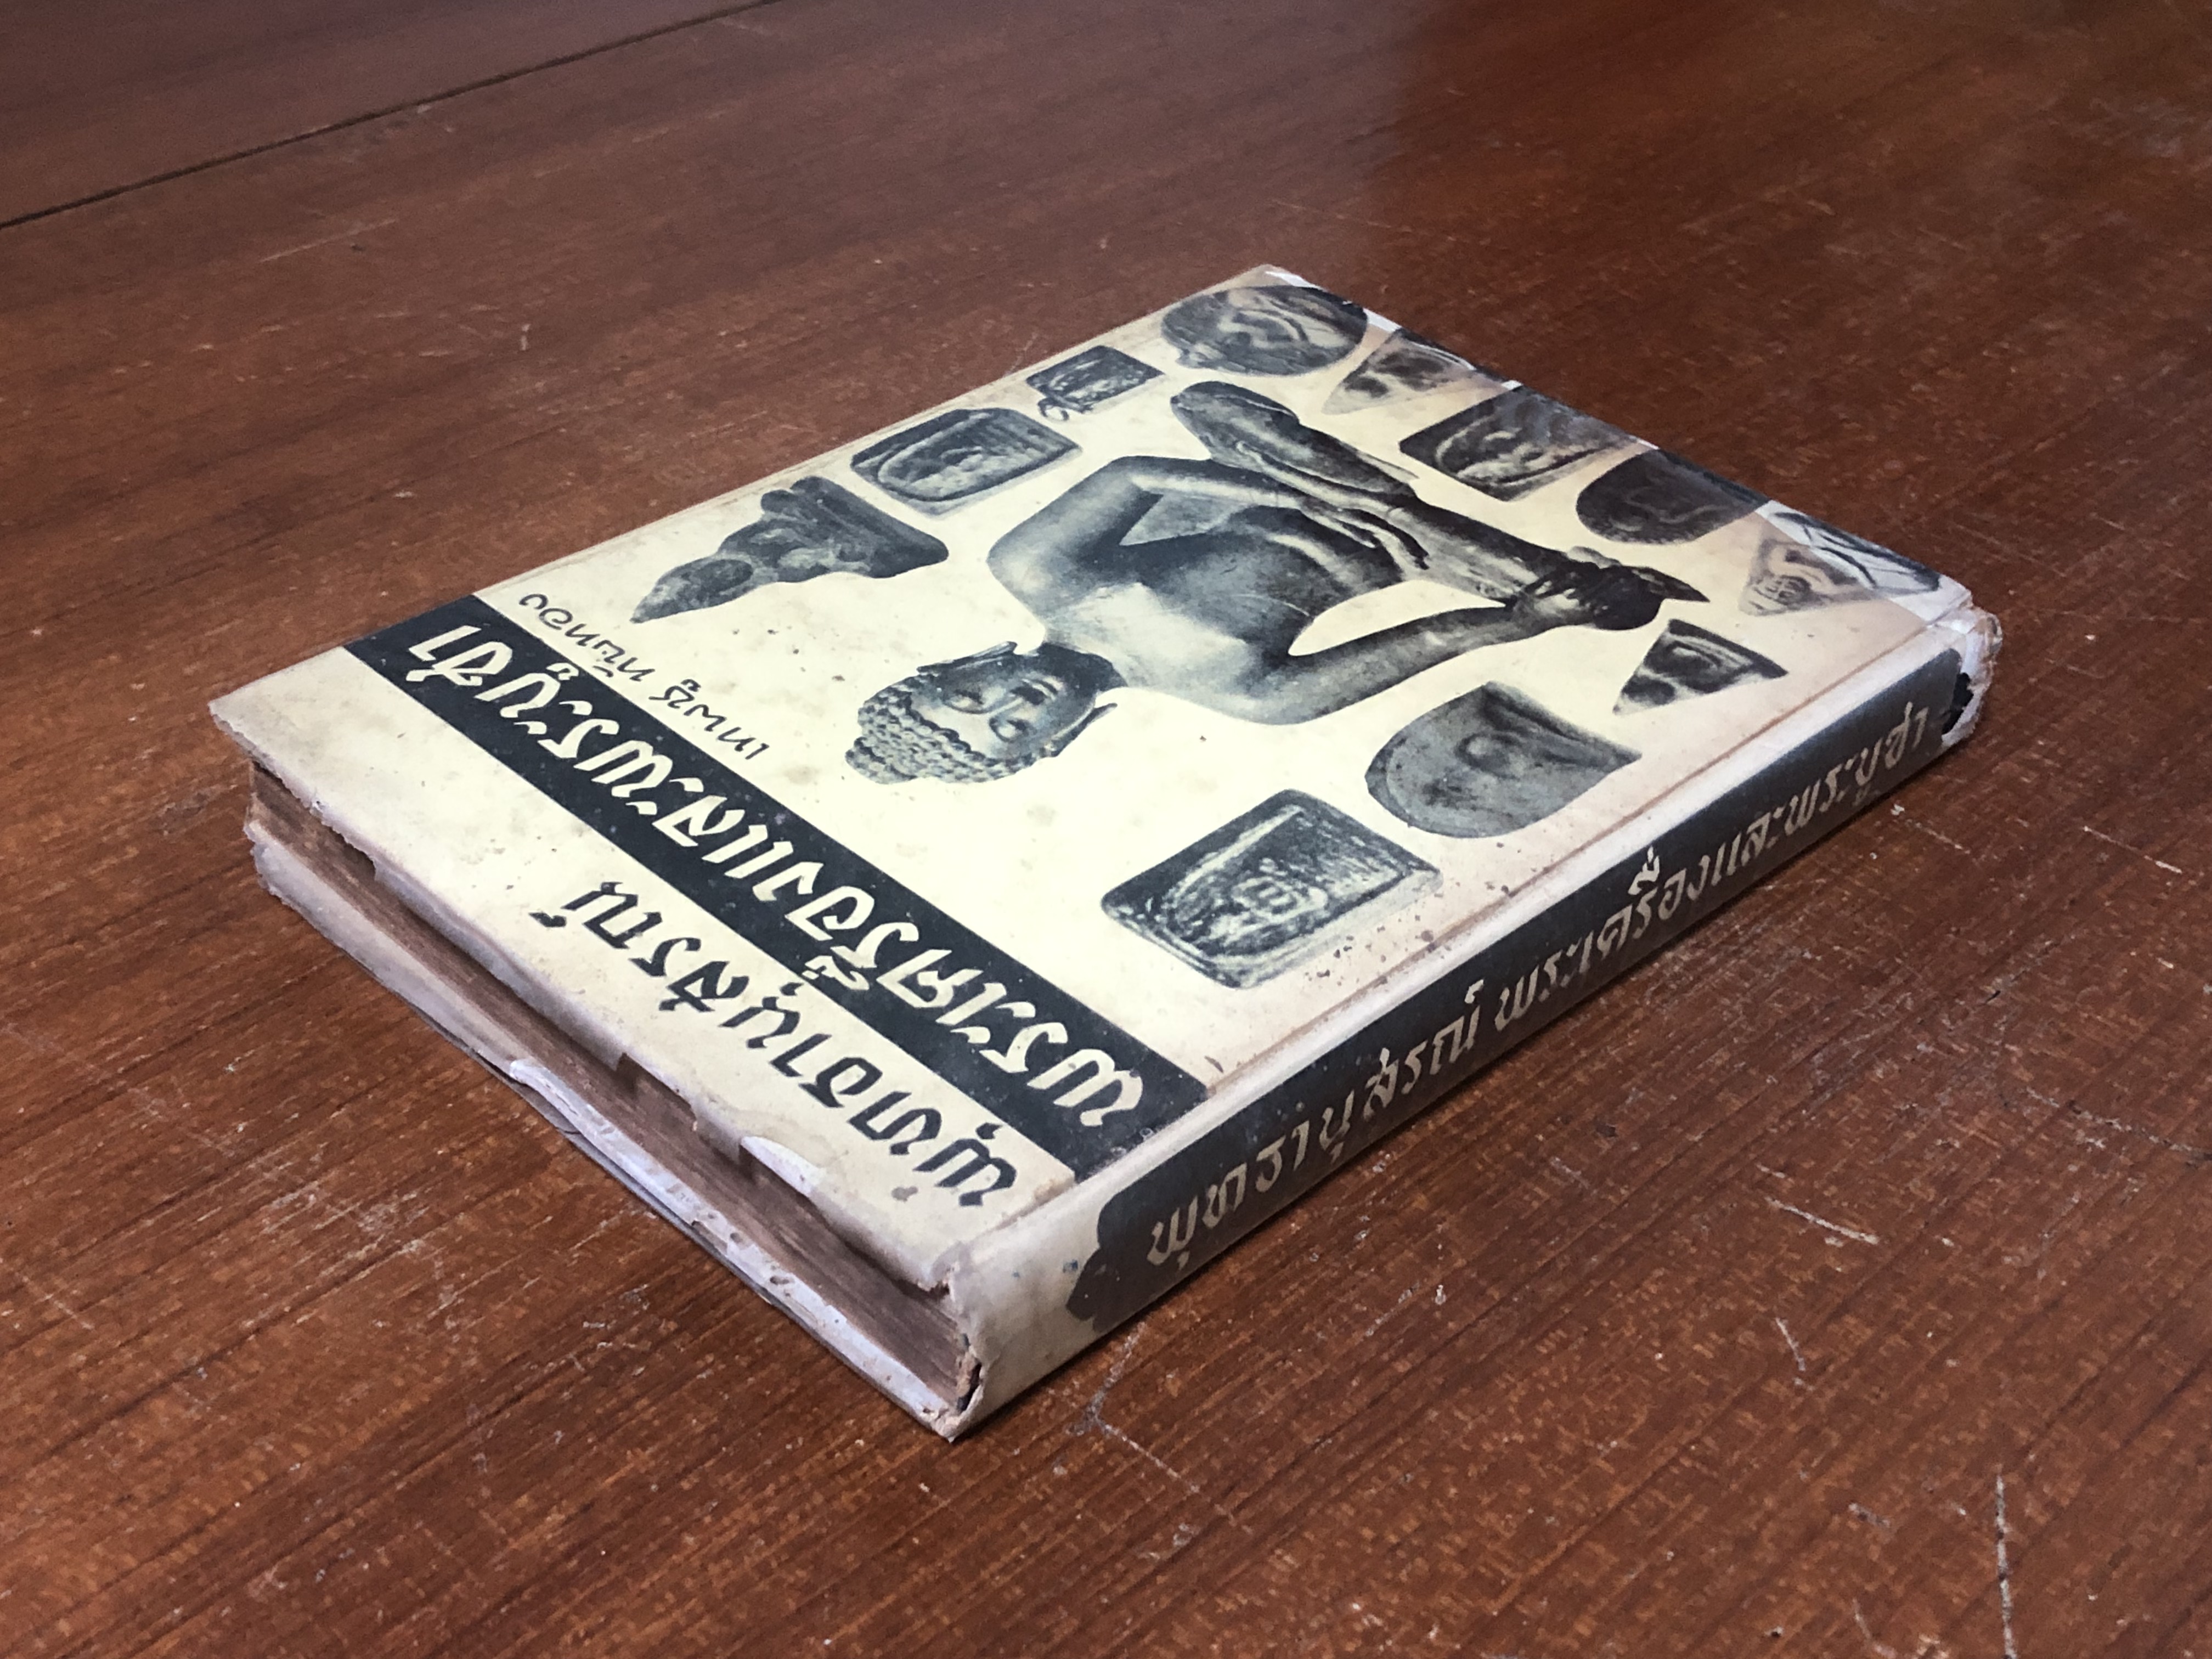 พุทธานุสรณ์
พระเครื่องและพระบูชา
เทพชู ทับทอง
พุทธานุสรณ์ พระเครื่องและพระบูชา